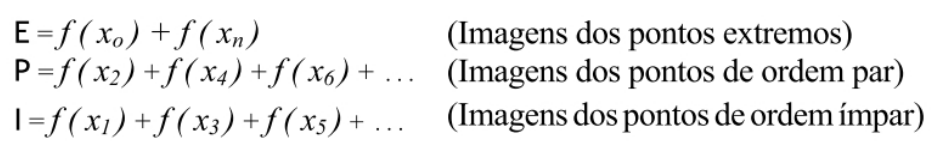 E = f ( x₀ ) + f ( xₙ ) (Imagens dos pontos extremos)
P = f ( x₂ ) + f ( x₄ ) + f ( x₆ ) + … (Imagens dos pontos de ordem par)
I = f ( x₁ ) + f ( x₃ ) + f ( x₅ ) + … (Imagens dos pontos de ordem ímpar)